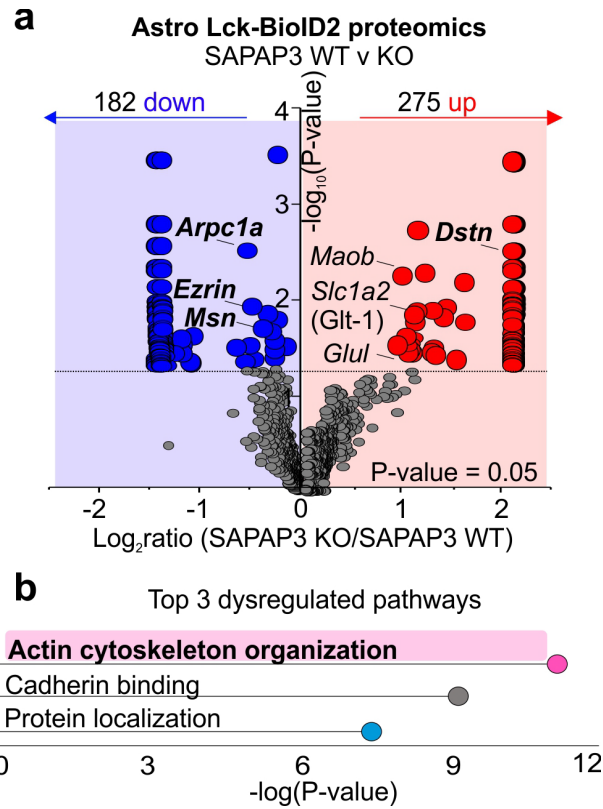 a
Astro Lck-BioID2 proteomics
SAPAP3 WT v KO
182 down
275 up
-log10(P-value)
4
3
2
Arpc1a
Ezrin
Msn
Dstn
Maob
Slc1a2
(Glt-1)
Glul
P-value = 0.05
-2 -1 0 1 2
Log2ratio (SAPAP3 KO/SAPAP3 WT)
b
Top 3 dysregulated pathways
Actin cytoskeleton organization
Cadherin binding
Protein localization
0 3 6 9 12
-log(P-value)